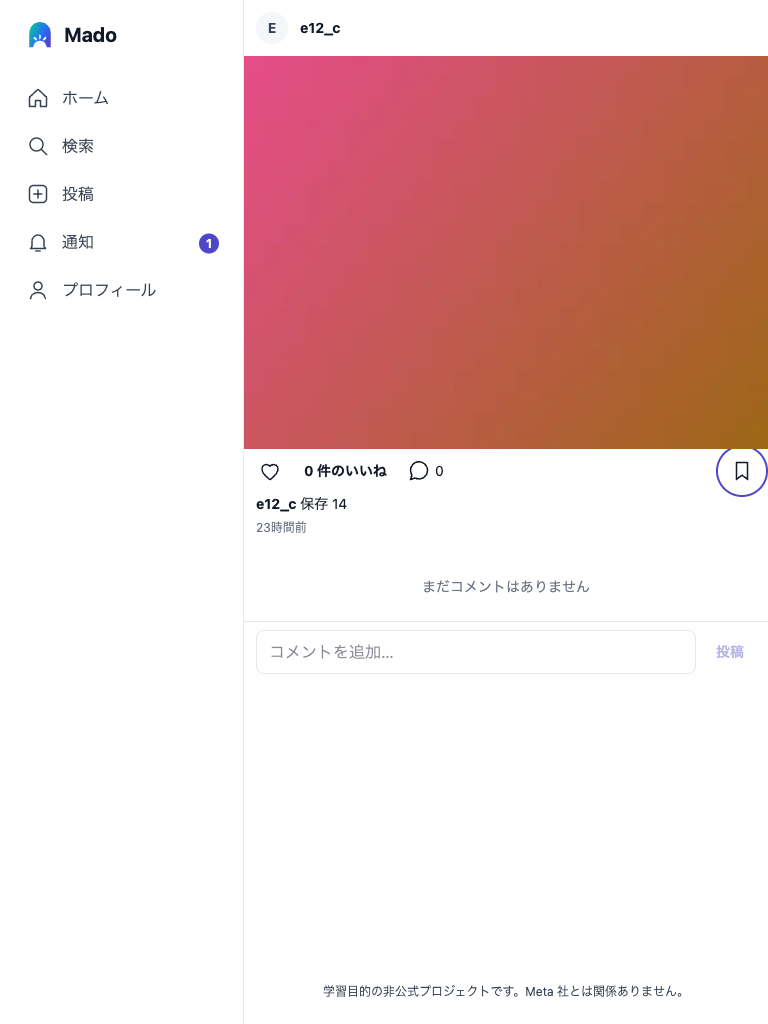 Mado
ホーム
検索
投稿
通知 1
プロフィール
E e12_c
0 件のいいね 0
e12_c 保存 14
23時間前
まだコメントはありません
コメントを追加... 投稿
学習目的の非公式プロジェクトです。Meta 社とは関係ありません。